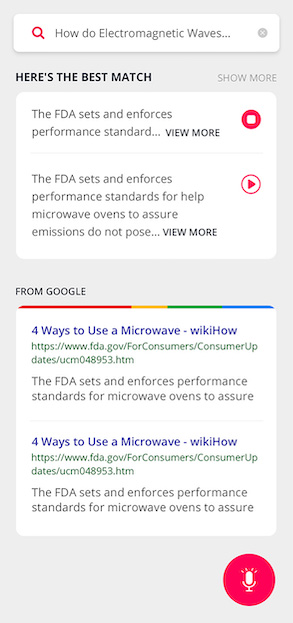 How do Electromagnetic Waves...
HERE'S THE BEST MATCH SHOW MORE
The FDA sets and enforces
performance standard... VIEW MORE
The FDA sets and enforces
performance standards for help
microwave ovens to assure
emissions do not pose... VIEW MORE
FROM GOOGLE
4 Ways to Use a Microwave - wikiHow
https://www.fda.gov/ForConsumers/ConsumerUp
dates/ucm048953.htm
The FDA sets and enforces performance
standards for microwave ovens to assure
4 Ways to Use a Microwave - wikiHow
https://www.fda.gov/ForConsumers/ConsumerUp
dates/ucm048953.htm
The FDA sets and enforces performance
standards for microwave ovens to assure